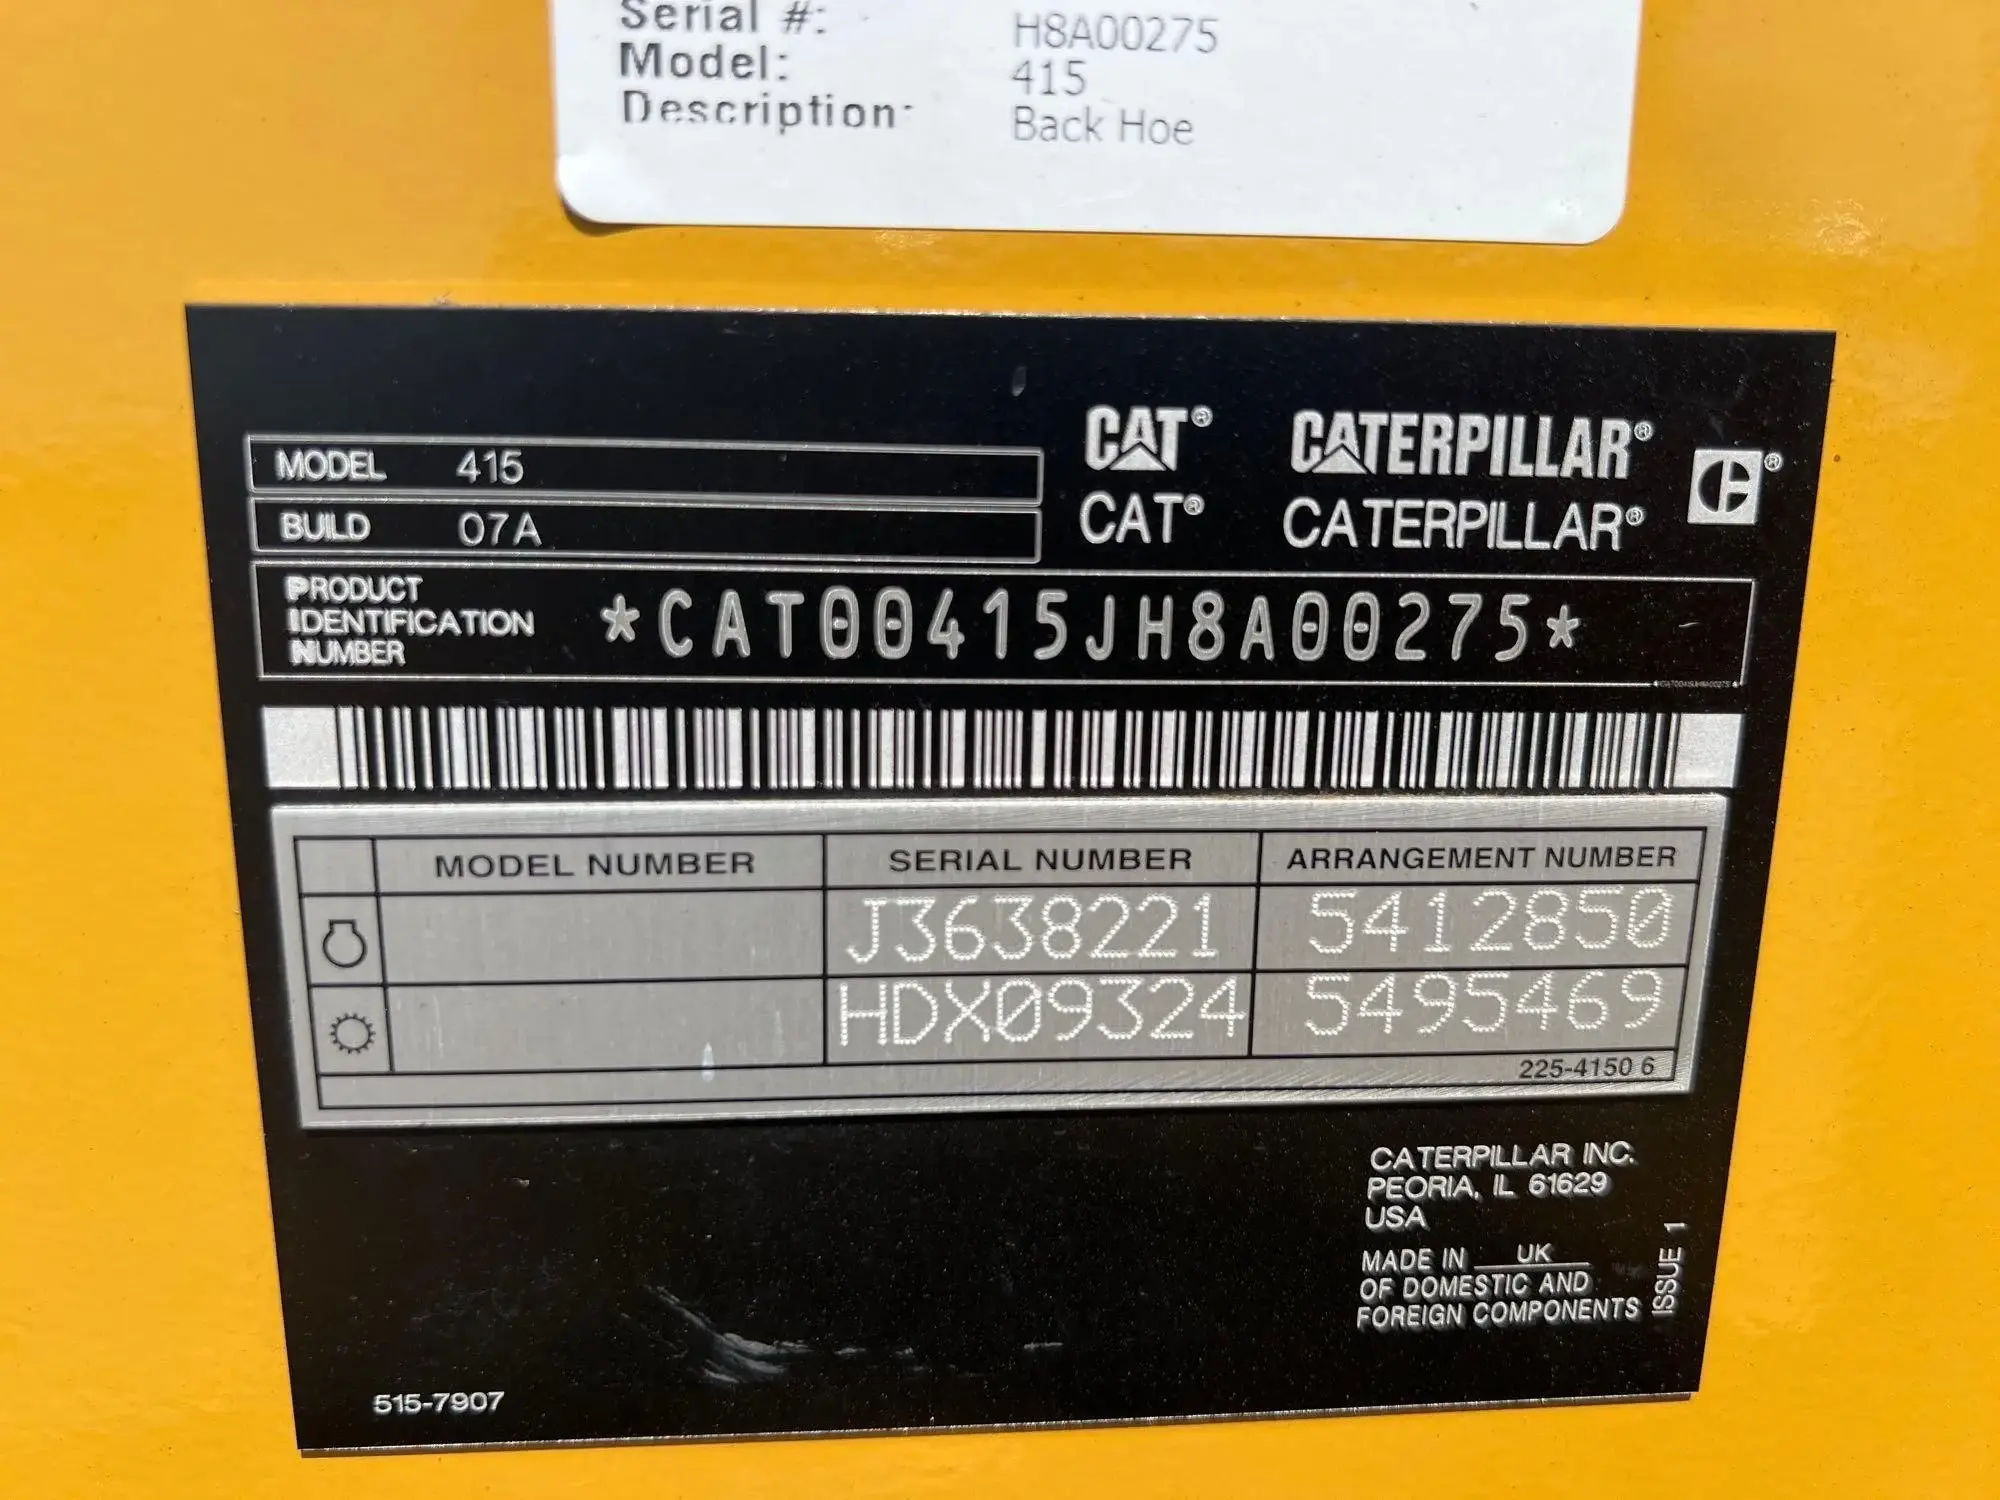 Serial #: H8A00275
Model: 415
Description: Back Hoe
MODEL 415
BUILD 07A
CAT® CATERPILLAR® ®
CAT® CATERPILLAR®
PRODUCT
IDENTIFICATION
NUMBER
*CAT00415JH8A00275*
*CAT00415JH8A00275*
MODEL NUMBER SERIAL NUMBER ARRANGEMENT NUMBER
J3638221 5412850
HDX09324 5495469
225-4150 6
CATERPILLAR INC.
PEORIA, IL 61629
USA
MADE IN UK
OF DOMESTIC AND
FOREIGN COMPONENTS
ISSUE 1
515-7907